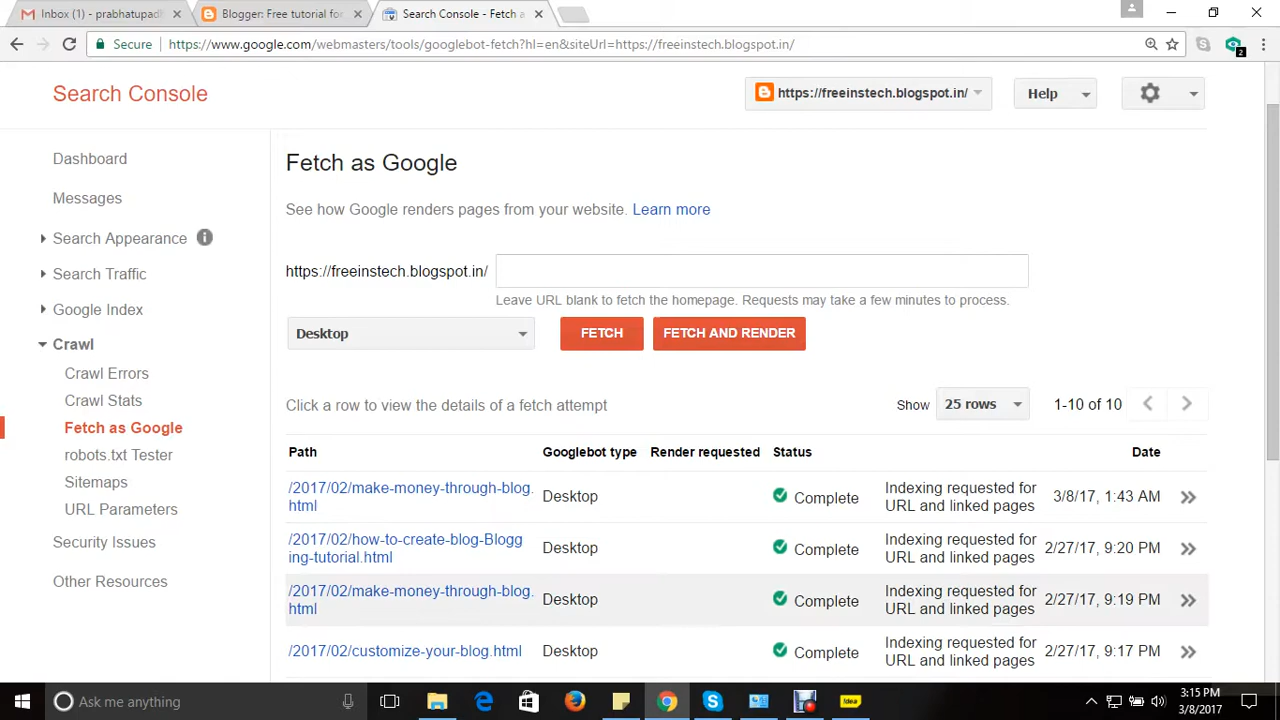 Inbox (1) - prabhatupadh
Blogger: Free tutorial for
Search Console - Fetch a
Secure
https://www.google.com/webmasters/tools/googlebot-fetch?hl=en&siteUrl=https://freeinstech.blogspot.in/
2
Search Console
https://freeinstech.blogspot.in/
Help
Dashboard
Messages
Search Appearance
Search Traffic
Google Index
Crawl
Crawl Errors
Crawl Stats
Fetch as Google
robots.txt Tester
Sitemaps
URL Parameters
Security Issues
Other Resources
Fetch as Google
See how Google renders pages from your website. Learn more
https://freeinstech.blogspot.in/
Leave URL blank to fetch the homepage. Requests may take a few minutes to process.
Desktop
FETCH
FETCH AND RENDER
Click a row to view the details of a fetch attempt
Show
25 rows
1-10 of 10
Path Googlebot type Render requested Status Date
/2017/02/make-money-through-blog.
html
Desktop
Complete
Indexing requested for
URL and linked pages
3/8/17, 1:43 AM
/2017/02/how-to-create-blog-Blogg
ing-tutorial.html
Desktop
Complete
Indexing requested for
URL and linked pages
2/27/17, 9:20 PM
/2017/02/make-money-through-blog.
html
Desktop
Complete
Indexing requested for
URL and linked pages
2/27/17, 9:19 PM
/2017/02/customize-your-blog.html
Desktop
Complete
Indexing requested for
URL and linked pages
2/27/17, 9:17 PM
Ask me anything
idea
3:15 PM
3/8/2017